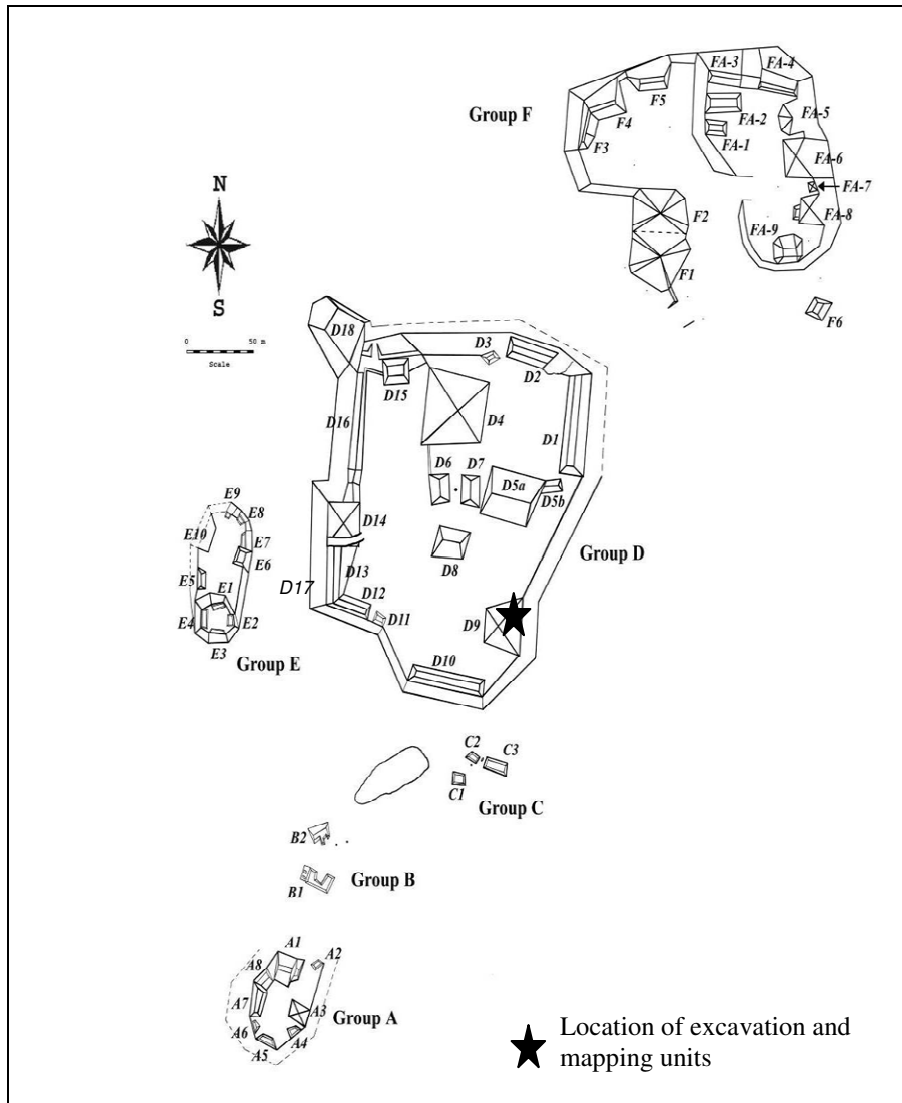 Group F
FA-3
FA-4
F5
F4
F3
FA-2
FA-1
FA-5
FA-6
FA-7
FA-8
FA-9
F2
F1
F6
N
S
0 50 m
Scale
D18
D3
D2
D15
D4
D1
D16
D6
D7
D5a
D5b
D14
D8
Group D
D13
D17
D12
D11
D9
D10
E9
E8
E10
E7
E6
E5
E1
E4
E2
E3
Group E
C2
C3
C1
Group C
B2
B1
Group B
A1
A2
A8
A7
A3
A6
A5
A4
Group A
Location of excavation and
mapping units